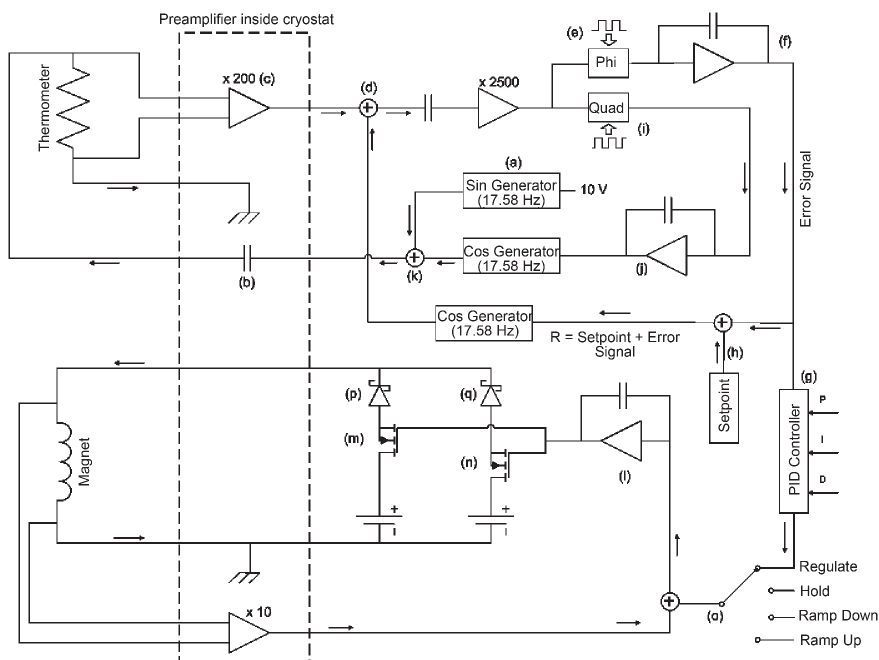 Preamplifier inside cryostat
(e)
Phi
(f)
x 200 (c)
(d)
x 2500
Thermometer
Quad
(i)
(a)
Sin Generator
(17.58 Hz)
10 V
Error Signal
(b)
(k)
Cos Generator
(17.58 Hz)
(j)
Cos Generator
(17.58 Hz)
R = Setpoint + Error
Signal
(h)
Setpoint
(g)
PID Controller
P
I
D
(p)
(q)
(m)
(n)
(l)
Magnet
+
+
x 10
(o)
Regulate
Hold
Ramp Down
Ramp Up